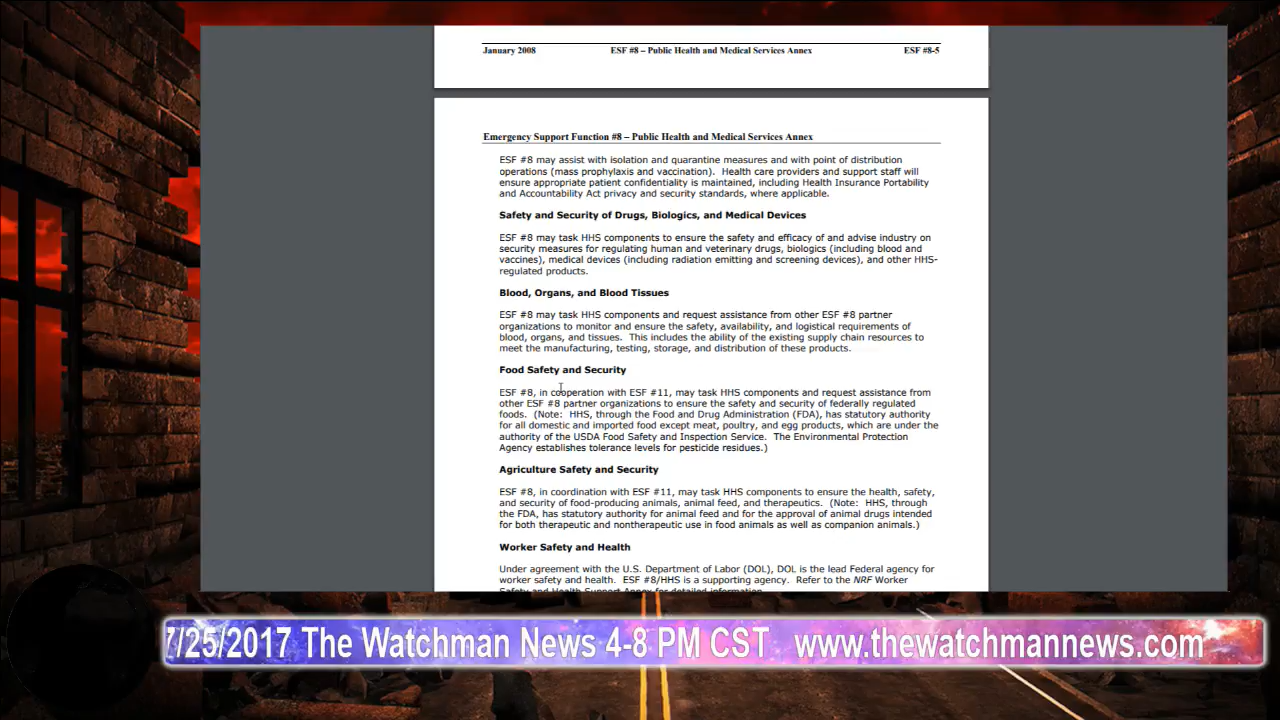 January 2008 ESF #8 – Public Health and Medical Services Annex ESF #8-5
Emergency Support Function #8 – Public Health and Medical Services Annex
ESF #8 may assist with isolation and quarantine measures and with point of distribution
operations (mass prophylaxis and vaccination). Health care providers and support staff will
ensure appropriate patient confidentiality is maintained, including Health Insurance Portability
and Accountability Act privacy and security standards, where applicable.
Safety and Security of Drugs, Biologics, and Medical Devices
ESF #8 may task HHS components to ensure the safety and efficacy of and advise industry on
security measures for regulating human and veterinary drugs, biologics (including blood and
vaccines), medical devices (including radiation emitting and screening devices), and other HHS-
regulated products.
Blood, Organs, and Blood Tissues
ESF #8 may task HHS components and request assistance from other ESF #8 partner
organizations to monitor and ensure the safety, availability, and logistical requirements of
blood, organs, and tissues. This includes the ability of the existing supply chain resources to
meet the manufacturing, testing, storage, and distribution of these products.
Food Safety and Security
ESF #8, in cooperation with ESF #11, may task HHS components and request assistance from
other ESF #8 partner organizations to ensure the safety and security of federally regulated
foods. (Note: HHS, through the Food and Drug Administration (FDA), has statutory authority
for all domestic and imported food except meat, poultry, and egg products, which are under the
authority of the USDA Food Safety and Inspection Service. The Environmental Protection
Agency establishes tolerance levels for pesticide residues.)
Agriculture Safety and Security
ESF #8, in coordination with ESF #11, may task HHS components to ensure the health, safety,
and security of food-producing animals, animal feed, and therapeutics. (Note: HHS, through
the FDA, has statutory authority for animal feed and for the approval of animal drugs intended
for both therapeutic and nontherapeutic use in food animals as well as companion animals.)
Worker Safety and Health
Under agreement with the U.S. Department of Labor (DOL), DOL is the lead Federal agency for
worker safety and health. ESF #8/HHS is a supporting agency. Refer to the NRF Worker
Safety and Health Support Annex for detailed information.
7/25/2017 The Watchman News 4-8 PM CST www.thewatchmannews.com